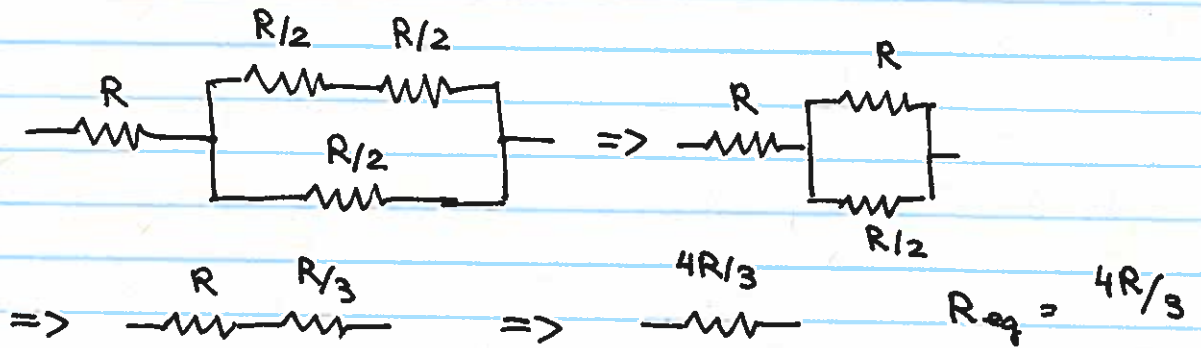 R/2 R/2
R
R/2
=>
R
R
R/2
=> R R/3 => 4R/3 Req = 4R/3